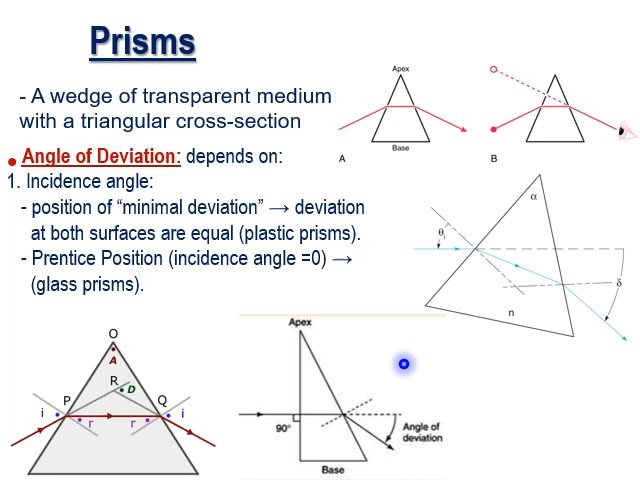 Prisms
- A wedge of transparent medium
with a triangular cross-section
Angle of Deviation: depends on:
1. Incidence angle:
- position of “minimal deviation” → deviation
at both surfaces are equal (plastic prisms).
- Prentice Position (incidence angle =0) →
(glass prisms).
Apex
Base
A
B
α
θi
δ
n
O
A
R
D
P
Q
i
r
r
i
Apex
90°
Angle of
deviation
Base